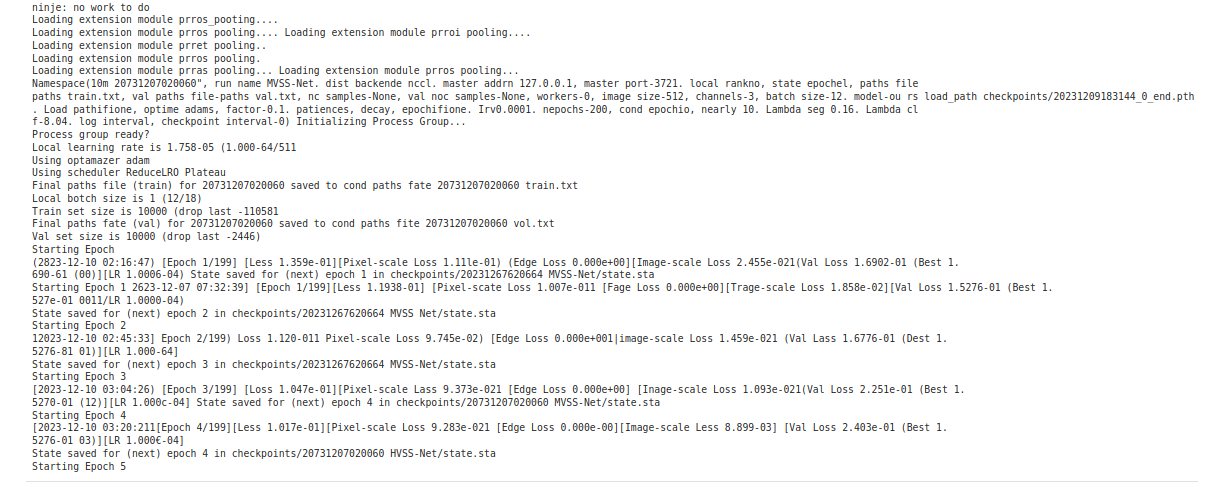 ninje: no work to do
Loading extension module prros_pooting....
Loading extension module prros pooling.... Loading extension module prroi pooling....
Loading extension module prret pooling..
Loading extension module prros pooling.
Loading extension module prras pooling... Loading extension module prros pooling...
Namespace(10m 20731207020060", run name MVSS-Net. dist backende nccl. master addrn 127.0.0.1, master port-3721. local rankno, state epochel, paths file
paths train.txt, val paths file-paths val.txt, nc samples-None, val noc samples-None, workers-0, image size-512, channels-3, batch size-12. model-ou rs load_path checkpoints/20231209183144_0_end.pth
. Load pathifione, optime adams, factor-0.1. patiences, decay, epochifione. Irv0.0001. nepochs-200, cond epochio, nearly 10. Lambda seg 0.16. Lambda cl
f-8.04. log interval, checkpoint interval-0) Initializing Process Group...
Process group ready?
Local learning rate is 1.758-05 (1.000-64/511
Using optamazer adam
Using scheduler ReduceLRO Plateau
Final paths file (train) for 20731207020060 saved to cond paths fate 20731207020060 train.txt
Local botch size is 1 (12/18)
Train set size is 10000 (drop last -110581
Final paths fate (val) for 20731207020060 saved to cond paths fite 20731207020060 vol.txt
Val set size is 10000 (drop last -2446)
Starting Epoch
(2823-12-10 02:16:47) [Epoch 1/199] [Less 1.359e-01][Pixel-scale Loss 1.11le-01) (Edge Loss 0.000e+00][Image-scale Loss 2.455e-021(Val Loss 1.6902-01 (Best 1.
690-61 (00)][LR 1.0006-04) State saved for (next) epoch 1 in checkpoints/20231267620664 MVSS-Net/state.sta
Starting Epoch 1 2623-12-07 07:32:39] [Epoch 1/199][Less 1.1938-01] [Pixel-scate Loss 1.007e-011 [Fage Loss 0.000e+00][Trage-scale Loss 1.858e-02][Val Loss 1.5276-01 (Best 1.
527e-01 0011/LR 1.0000-04)
State saved for (next) epoch 2 in checkpoints/20231267620664 MVSS Net/state.sta
Starting Epoch 2
12023-12-10 02:45:33] Epoch 2/199) Loss 1.120-011 Pixel-scale Loss 9.745e-02) [Edge Loss 0.000e+001|image-scale Loss 1.459e-021 (Val Lass 1.6776-01 (Dest 1.
5276-81 01)][LR 1.000-64]
State saved for (next) epoch 3 in checkpoints/20231267620664 MVSS-Net/state.sta
Starting Epoch 3
[2023-12-10 03:04:26) [Epoch 3/199] [Loss 1.047e-01][Pixel-scale Lass 9.373e-021 [Edge Loss 0.000e+00] [Inage-scale Loss 1.093e-021(Val Loss 2.251e-01 (Best 1.
5270-01 (12)][LR 1.000c-04] State saved for (next) epoch 4 in checkpoints/20731207020060 MVSS-Net/state.sta
Starting Epoch 4
[2023-12-10 03:20:211[Epoch 4/199][Less 1.017e-01][Pixel-scale Loss 9.283e-021 [Edge Loss 0.000e-00][Image-scale Less 8.899-03] [Val Loss 2.403e-01 (Best 1.
5276-01 03)][LR 1.000€-04]
State saved for (next) epoch 4 in checkpoints/20731207020060 HVSS-Net/state.sta
Starting Epoch 5